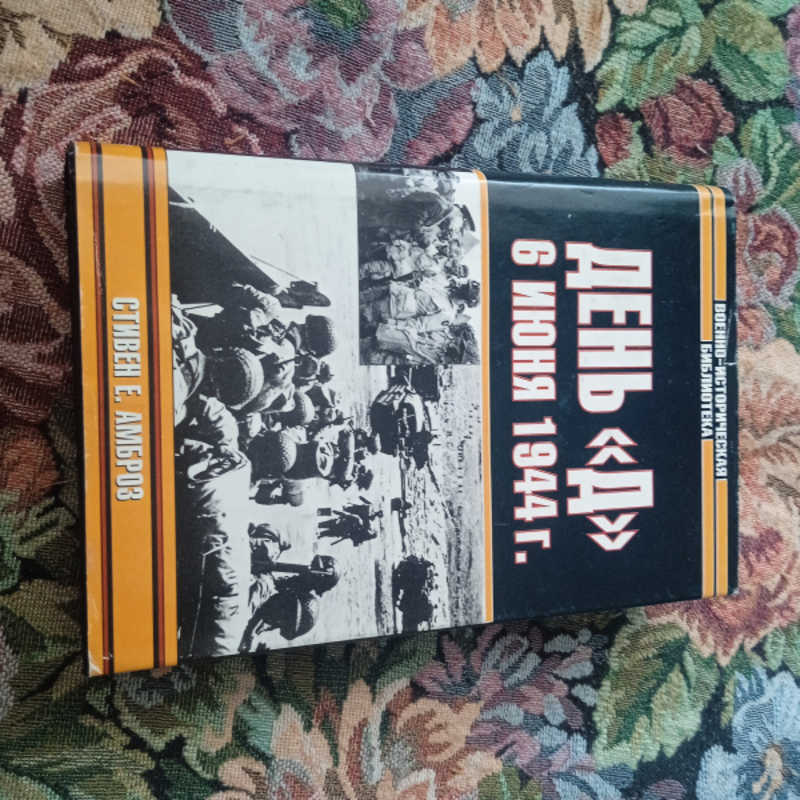 ВОЕННО-ИСТОРИЧЕСКАЯ
БИБЛИОТЕКА
ДЕНЬ «Д»
6 ИЮНЯ 1944 г.
СТИВЕН Е. АМБРОЗ